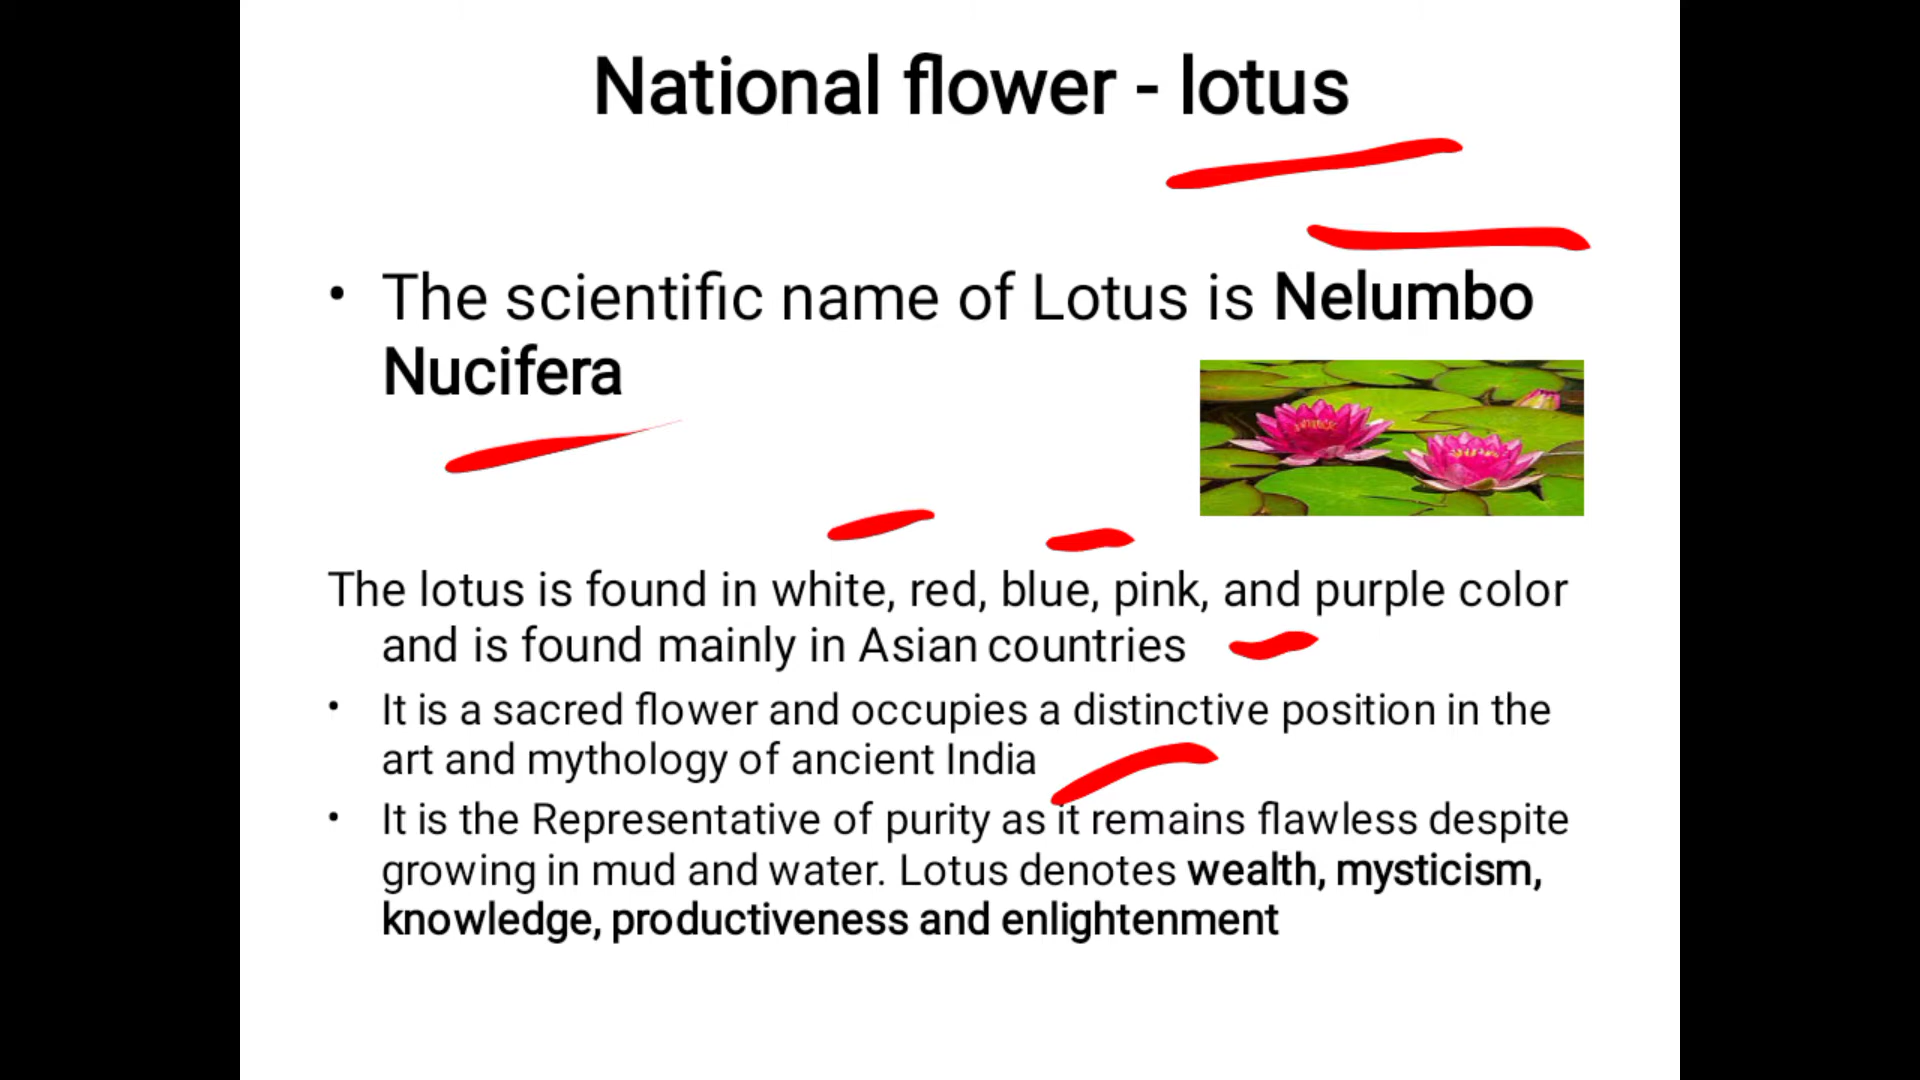 National flower - lotus
• The scientific name of Lotus is Nelumbo
Nucifera
The lotus is found in white, red, blue, pink, and purple color
and is found mainly in Asian countries
• It is a sacred flower and occupies a distinctive position in the
art and mythology of ancient India
• It is the Representative of purity as it remains flawless despite
growing in mud and water. Lotus denotes wealth, mysticism,
knowledge, productiveness and enlightenment